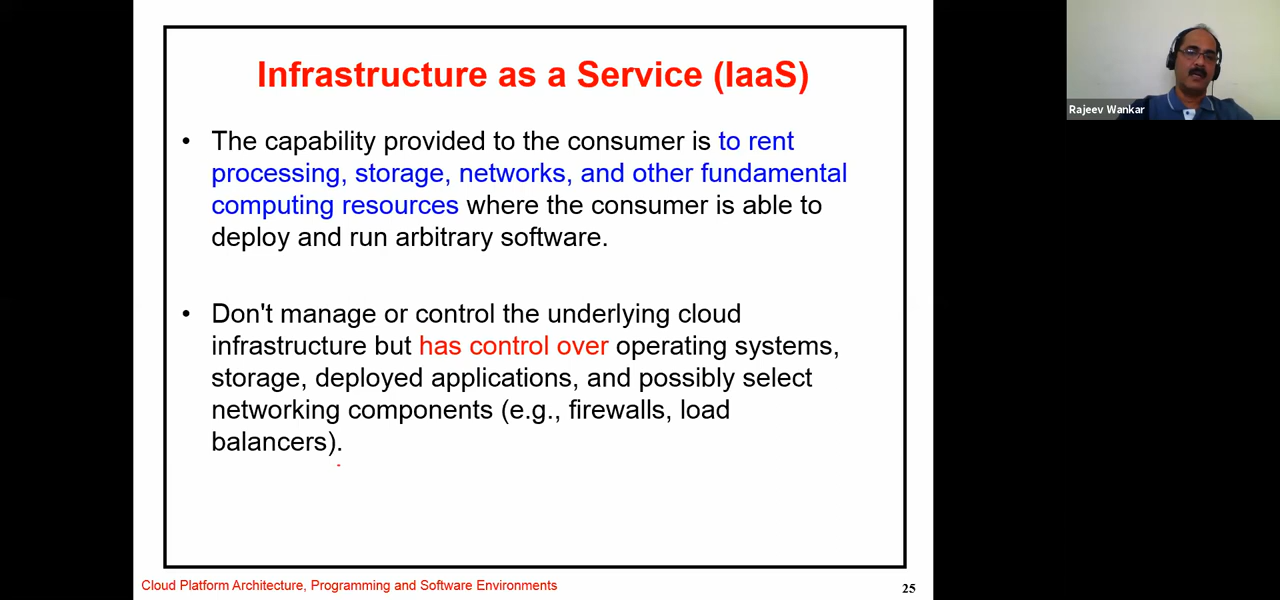 Infrastructure as a Service (IaaS)
• The capability provided to the consumer is to rent
processing, storage, networks, and other fundamental
computing resources where the consumer is able to
deploy and run arbitrary software.
• Don't manage or control the underlying cloud
infrastructure but has control over operating systems,
storage, deployed applications, and possibly select
networking components (e.g., firewalls, load
balancers).
Cloud Platform Architecture, Programming and Software Environments
25
Rajeev Wankar